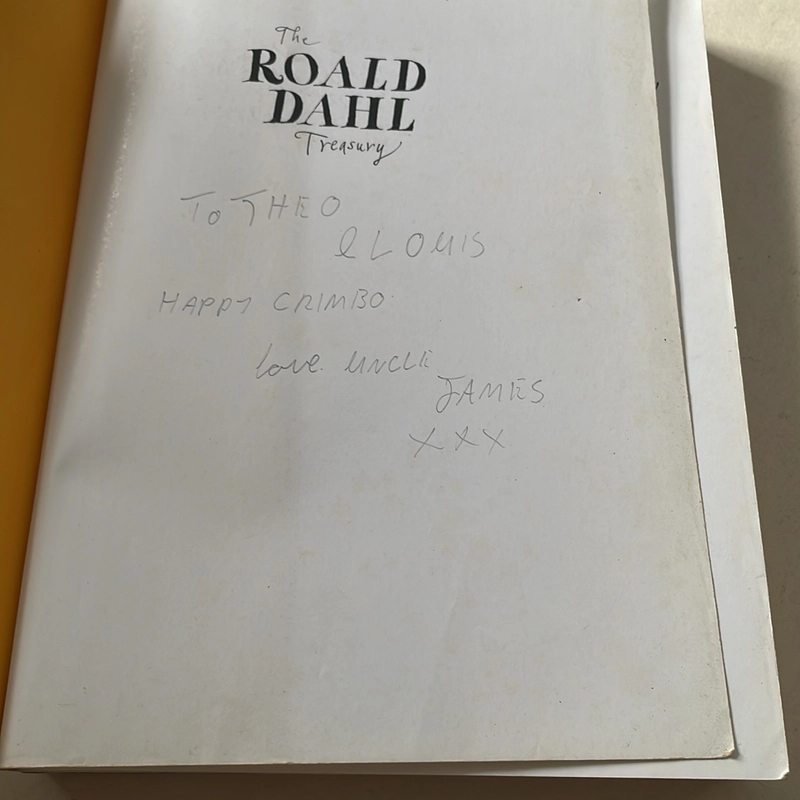 The
ROALD
DAHL
Treasury
To THEO
& LOUIS
HAPPY CRIMBO
love UNCLE
JAMES
XXX